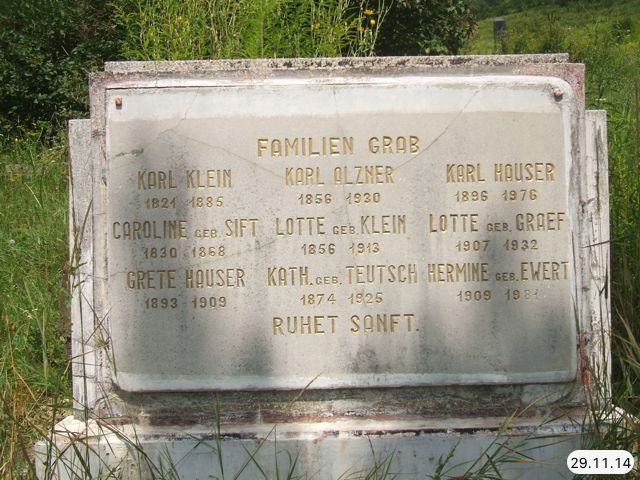 FAMILIEN GRAB
KARL KLEIN KARL ALZNER KARL HAUSER
1821 1885 1856 1930 1896 1976
CAROLINE GEB. SIFT LOTTE GEB. KLEIN LOTTE GEB. GRAEF
1830 1868 1856 1913 1907 1932
GRETE HAUSER KATH. GEB. TEUTSCH HERMINE GEB. EWERT
1893 1909 1874 1925 1909 1981
RUHET SANFT.
29.11.14